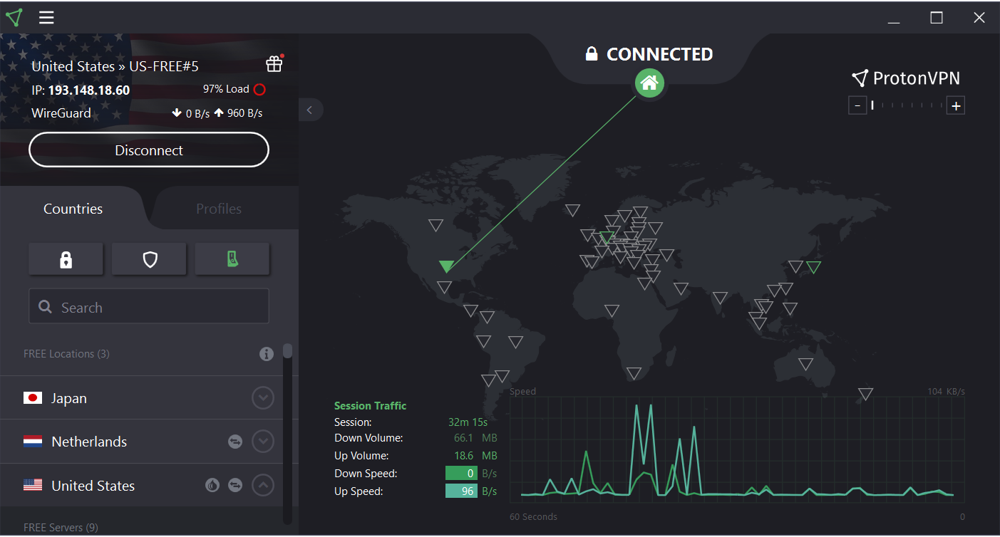 United States » US-FREE#5
IP: 193.148.18.60
97% Load
WireGuard
0 B/s 960 B/s
Disconnect
Countries
Profiles
Search
FREE Locations (3)
Japan
Netherlands
United States
FREE Servers (9)
CONNECTED
ProtonVPN
- +
Session Traffic
Session: 32m 15s
Down Volume: 66.1 MB
Up Volume: 18.6 MB
Down Speed: 0 B/s
Up Speed: 96 B/s
Speed
104 KB/s
60 Seconds
0